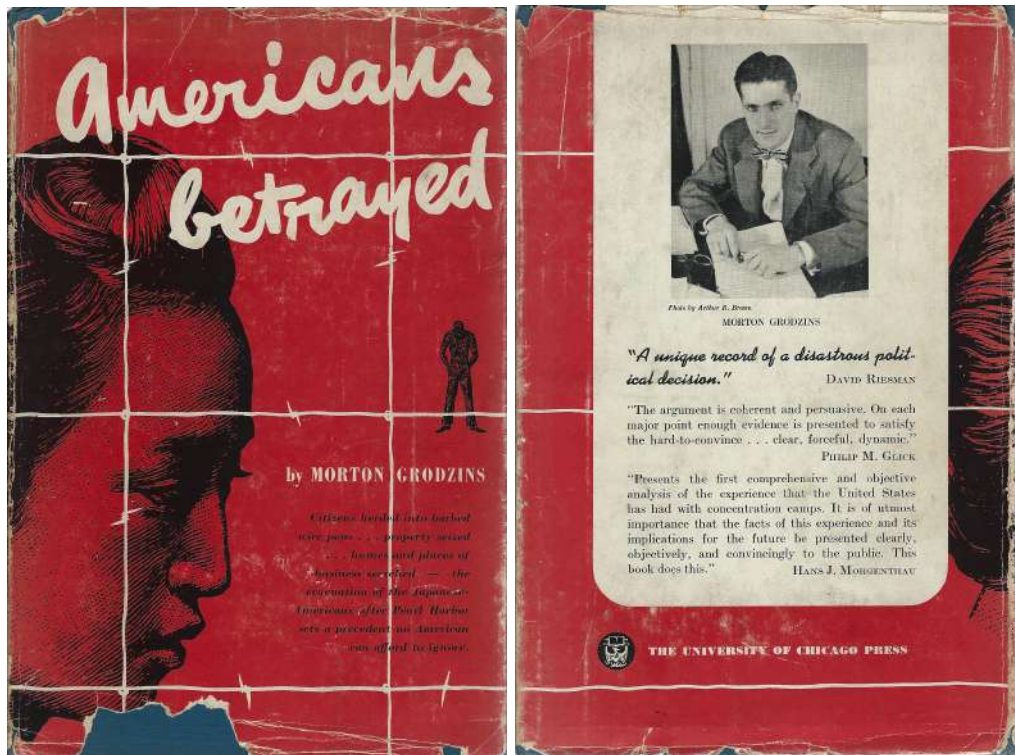 Americans
betrayed
by MORTON GRODZINS
Citizens herded into barbed
wire pens . . . property seized
. . . homes and places of
business sacrificed — the
evacuation of the Japanese-
Americans after Pearl Harbor
sets a precedent no American
can afford to ignore.
Photo by Arthur R. Brown.
MORTON GRODZINS
"A unique record of a disastrous polit-
ical decision."
DAVID RIESMAN
"The argument is coherent and persuasive. On each
major point enough evidence is presented to satisfy
the hard-to-convince . . . clear, forceful, dynamic."
PHILIP M. GLICK
"Presents the first comprehensive and objective
analysis of the experience that the United States
has had with concentration camps. It is of utmost
importance that the facts of this experience and its
implications for the future be presented clearly,
objectively, and convincingly to the public. This
book does this."
HANS J. MORGENTHAU
THE UNIVERSITY OF CHICAGO PRESS